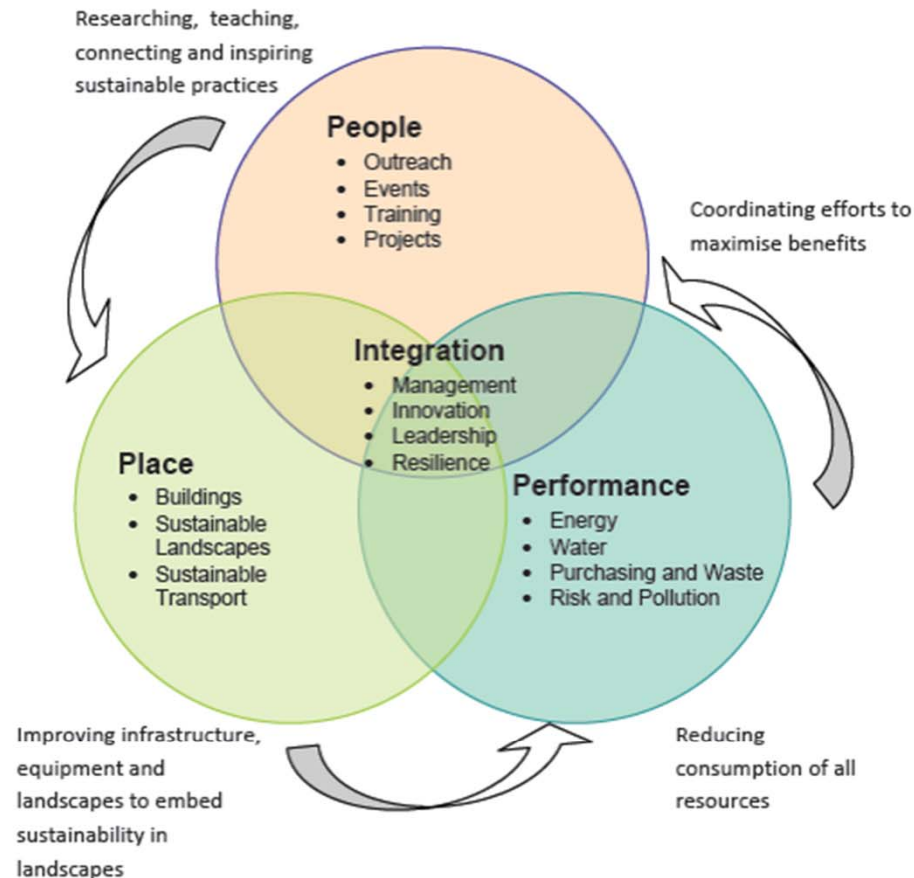 Researching, teaching,
connecting and inspiring
sustainable practices
People
• Outreach
• Events
• Training
• Projects
Coordinating efforts to
maximise benefits
Integration
• Management
• Innovation
• Leadership
• Resilience
Place
• Buildings
• Sustainable
Landscapes
• Sustainable
Transport
Performance
• Energy
• Water
• Purchasing and Waste
• Risk and Pollution
Improving infrastructure,
equipment and
landscapes to embed
sustainability in
landscapes
Reducing
consumption of all
resources